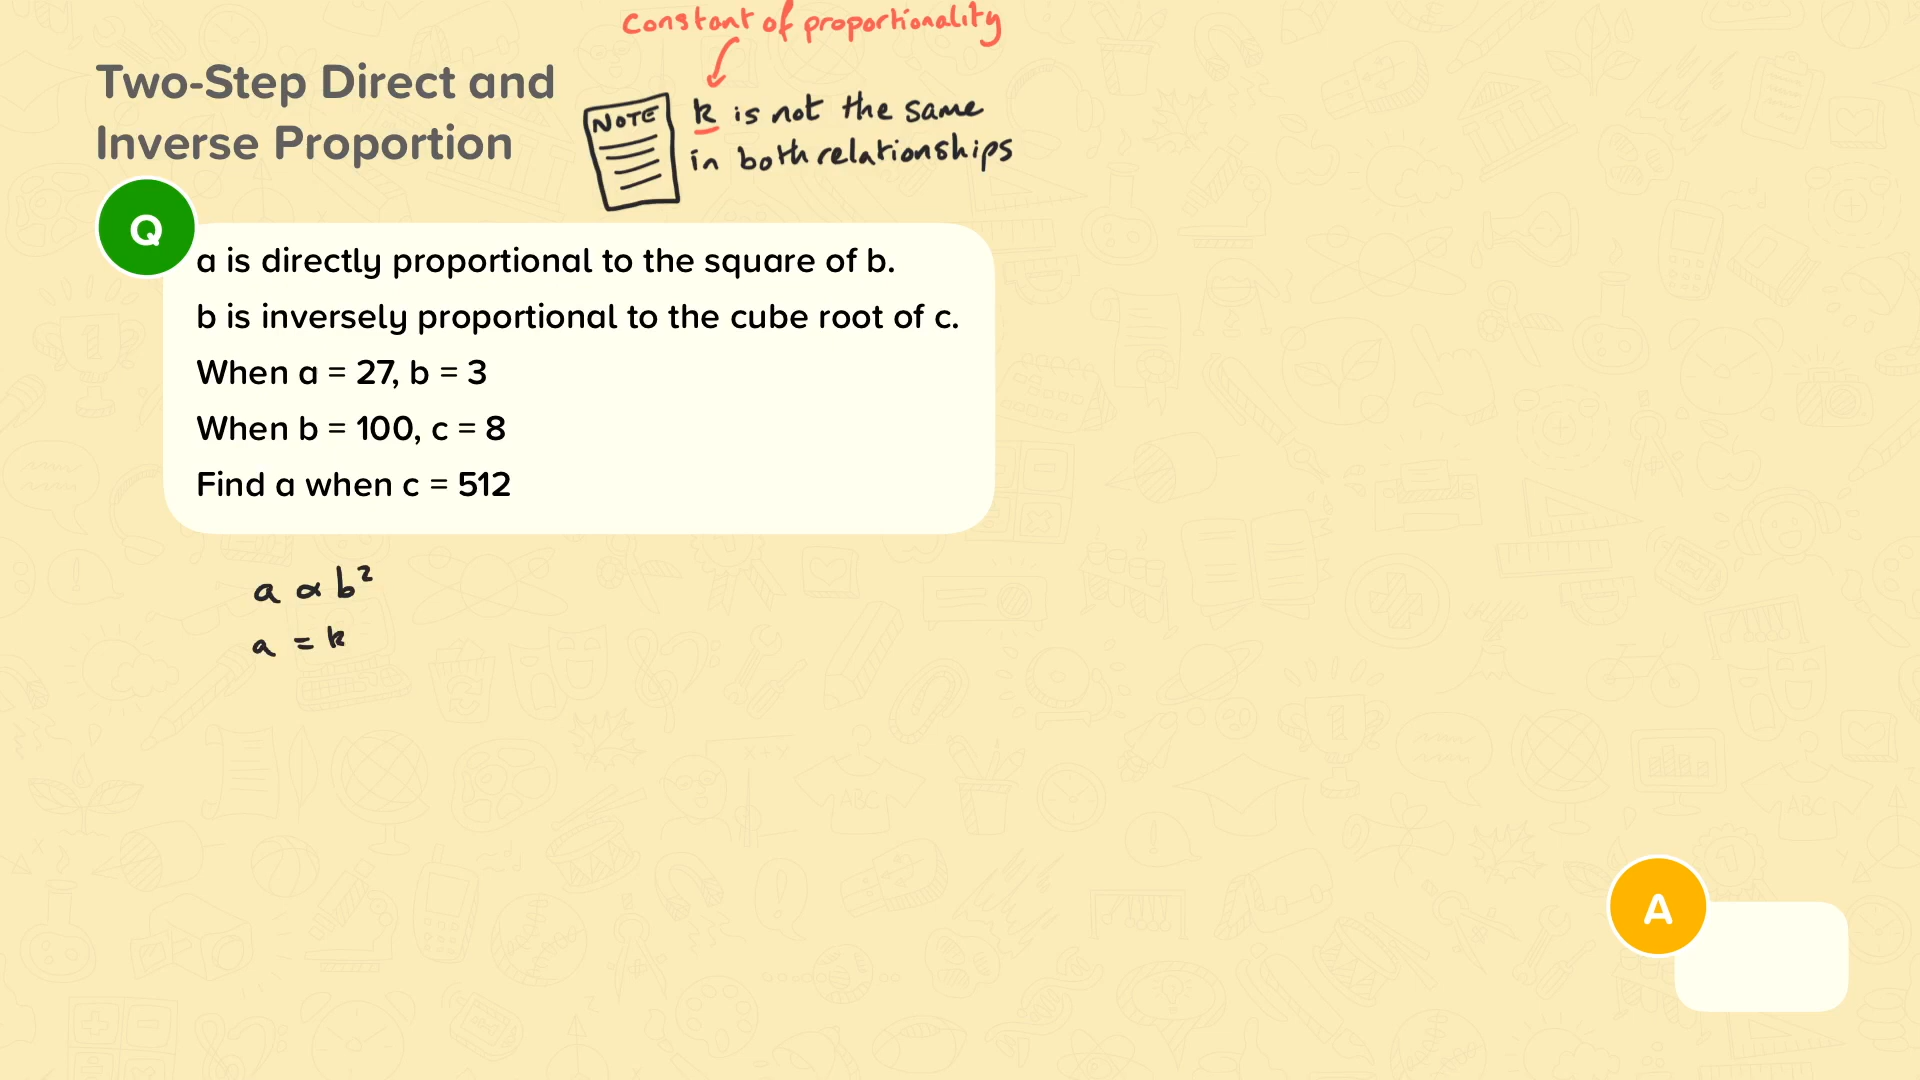 Constant of proportionality
Two-Step Direct and
Inverse Proportion
NOTE
k is not the same
in both relationships
Q
a is directly proportional to the square of b.
b is inversely proportional to the cube root of c.
When a = 27, b = 3
When b = 100, c = 8
Find a when c = 512
a ∝ b²
a = k
A